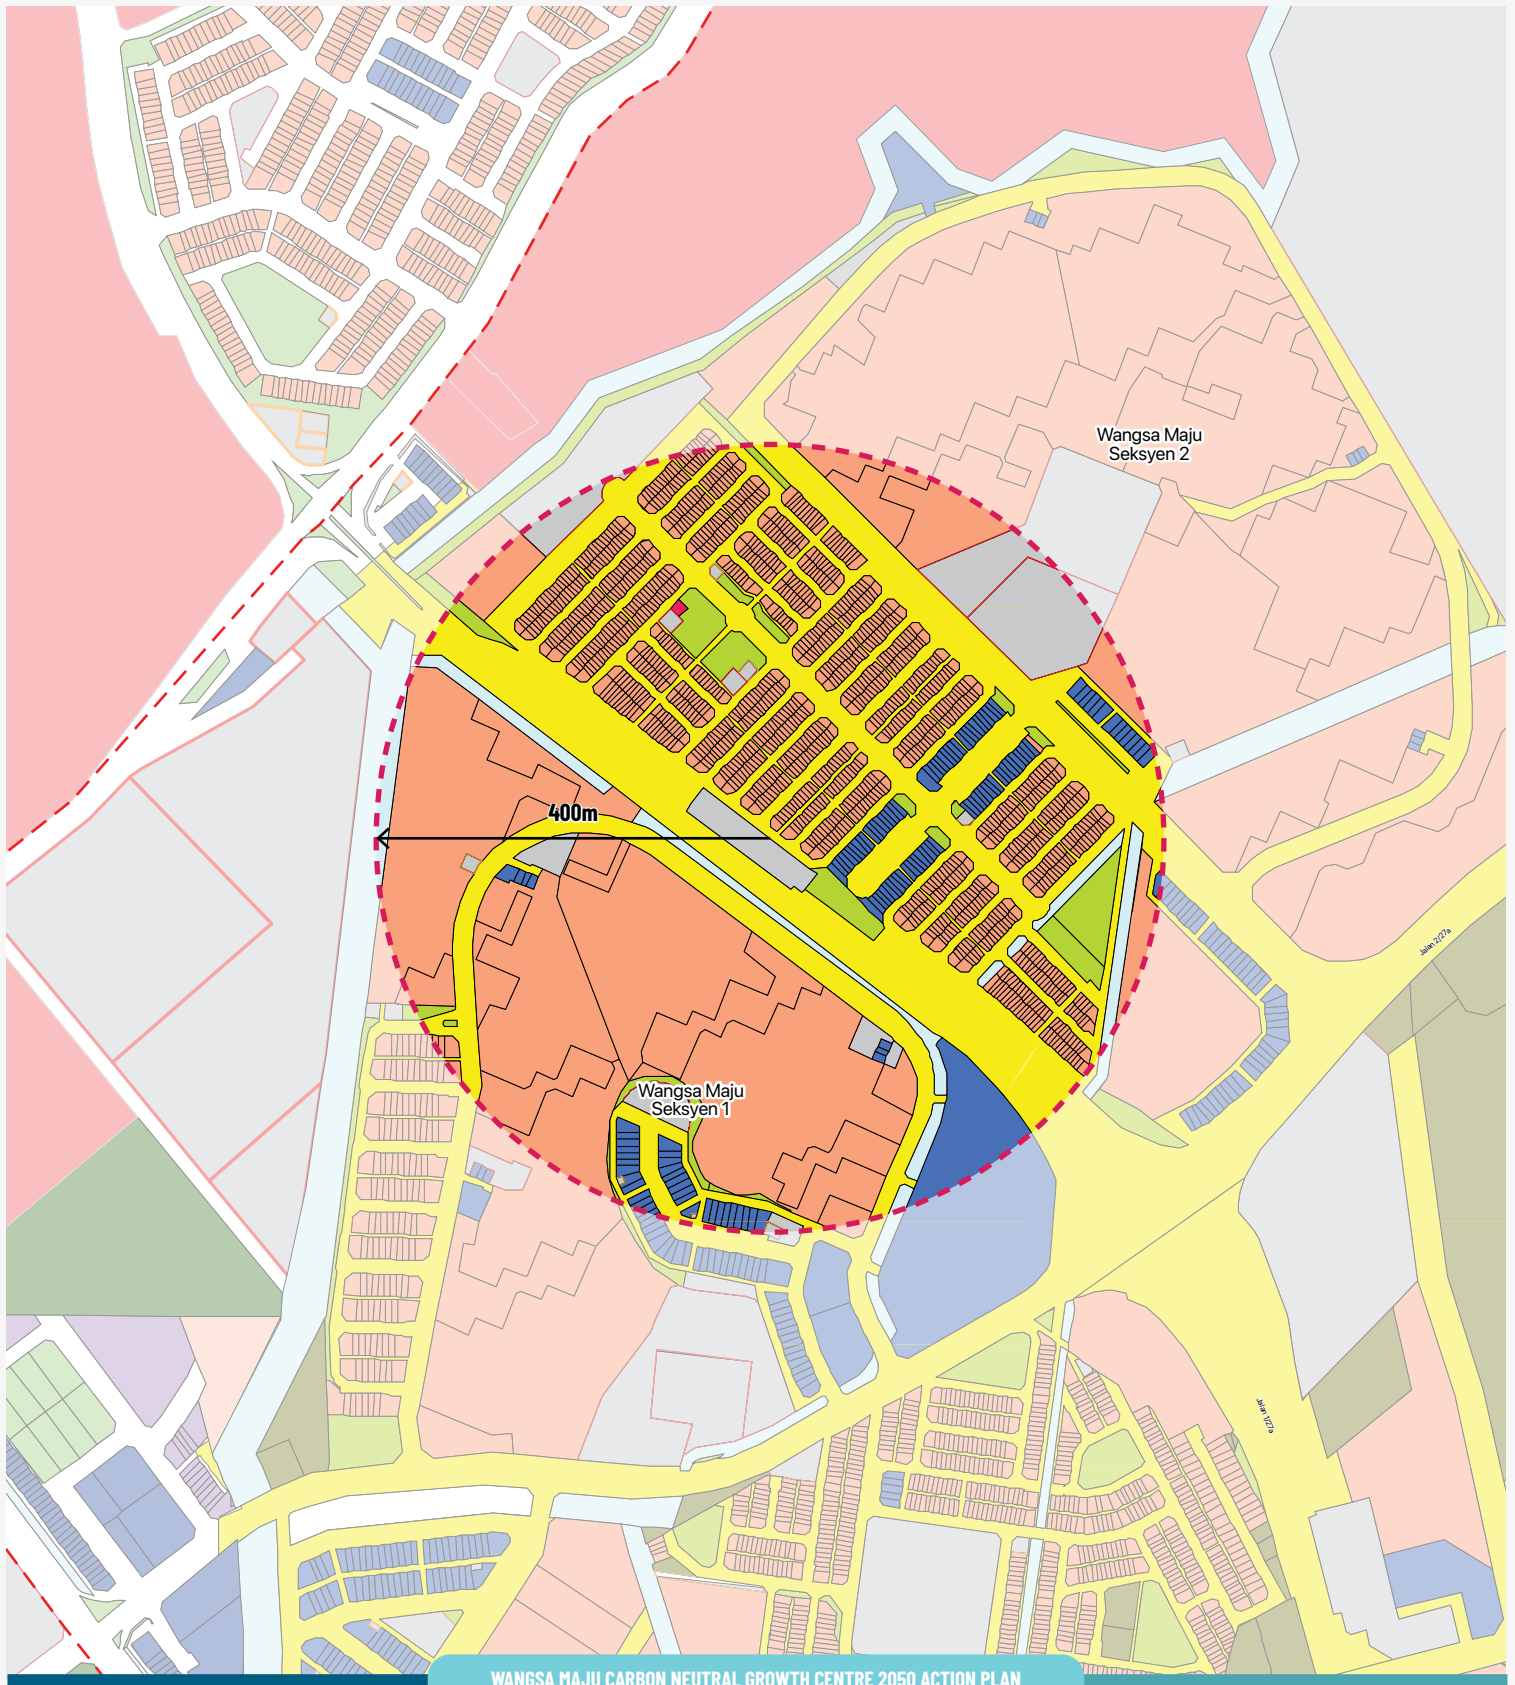 Wangsa Maju
Seksyen 2
400m
Jalan 2/27a
Wangsa Maju
Seksyen 1
Jalan 1/27a
WANGSA MAJU CARBON NEUTRAL GROWTH CENTRE 2050 ACTION PLAN